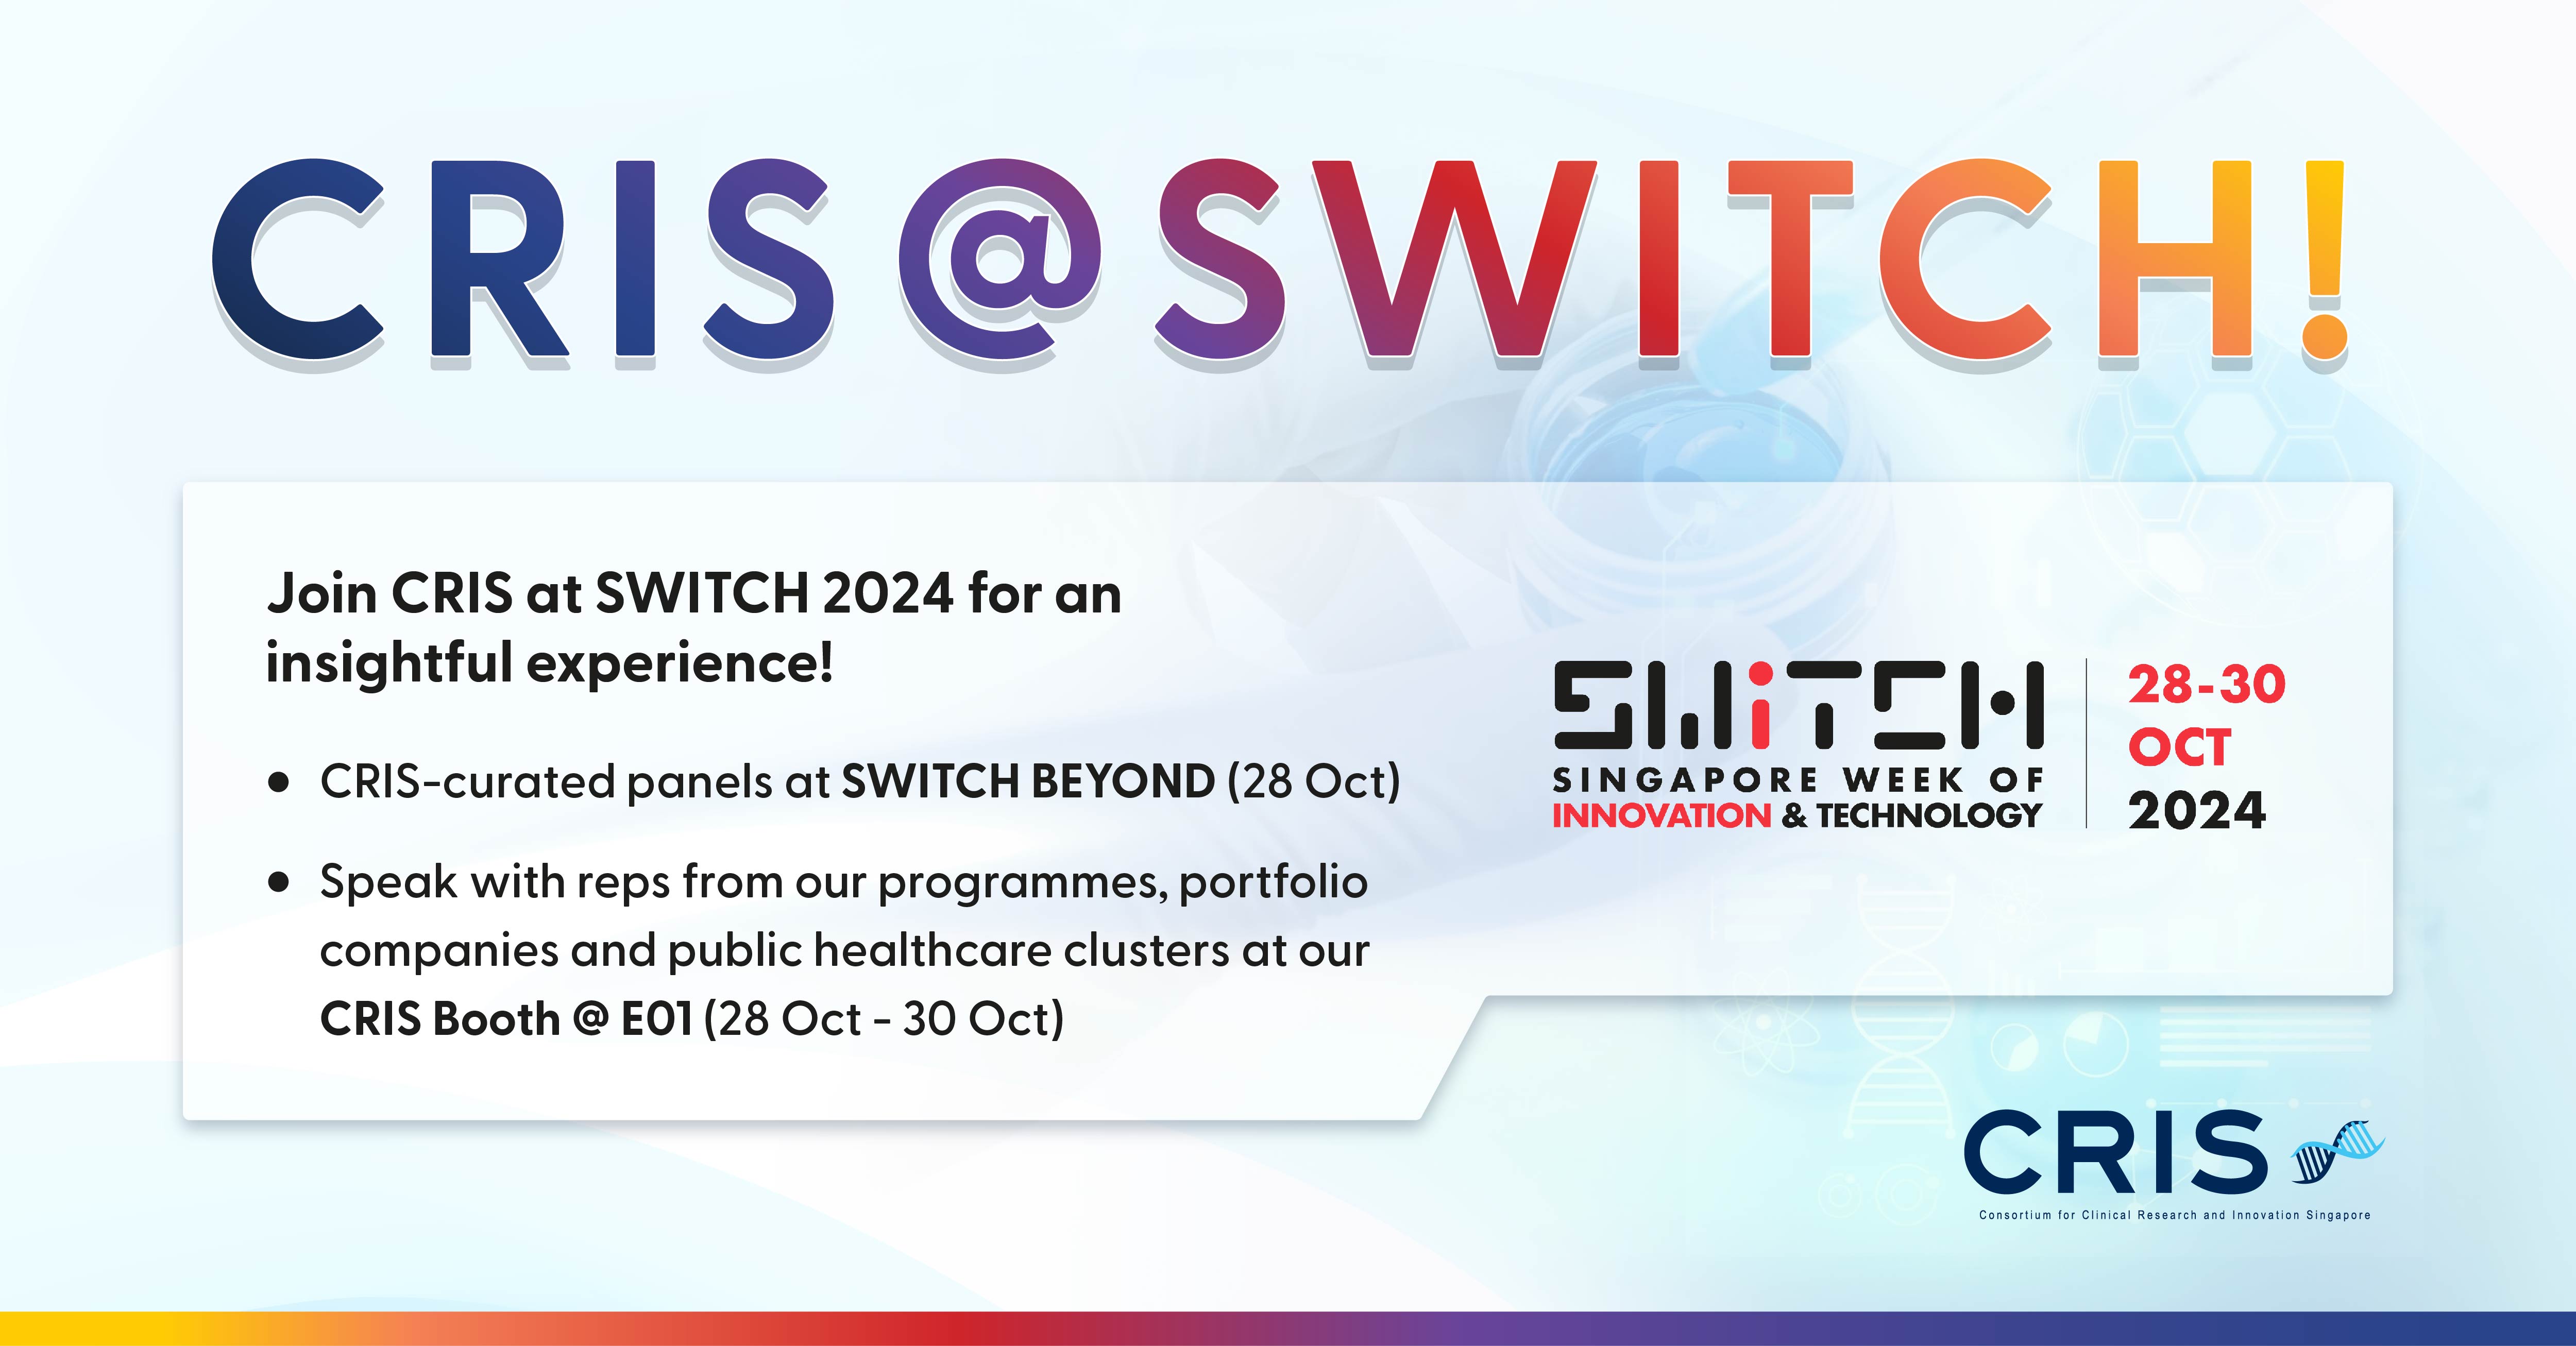 CRIS@SWITCH!
Join CRIS at SWITCH 2024 for an
insightful experience!
• CRIS-curated panels at SWITCH BEYOND (28 Oct)
• Speak with reps from our programmes, portfolio
companies and public healthcare clusters at our
CRIS Booth @ E01 (28 Oct - 30 Oct)
SWiTCH
SINGAPORE WEEK OF
INNOVATION & TECHNOLOGY
28-30
OCT
2024
CRIS
Consortium for Clinical Research and Innovation Singapore